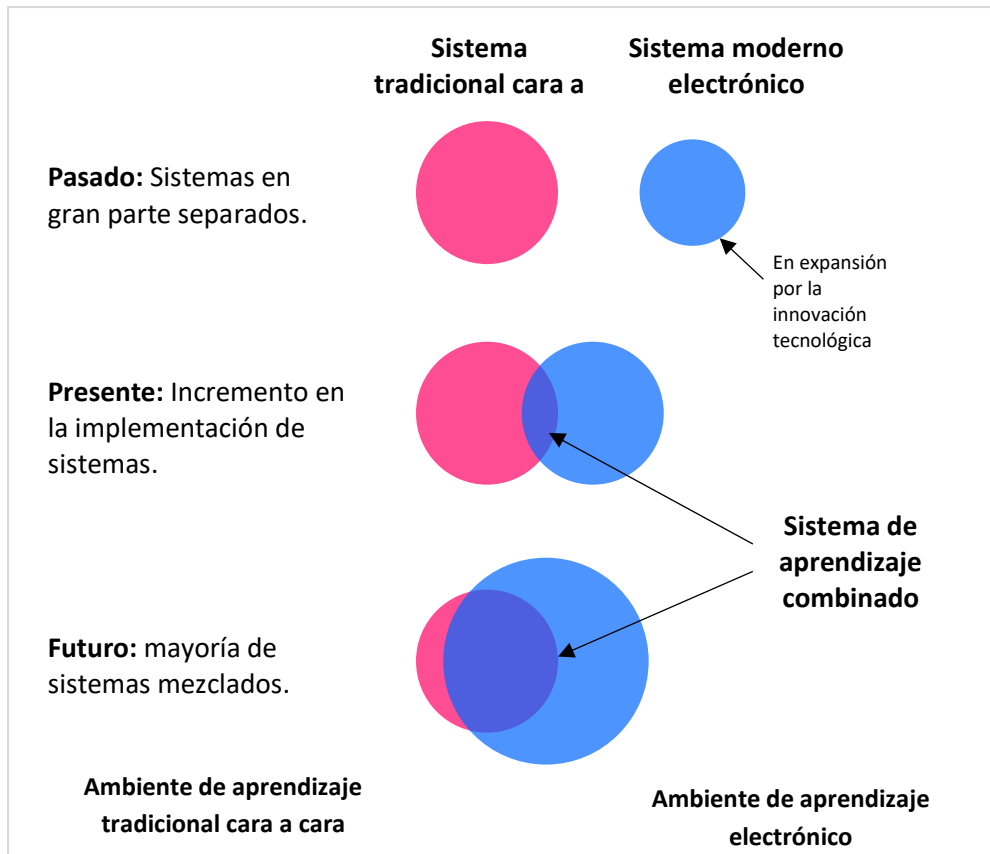 Sistema
tradicional cara a
Sistema moderno
electrónico
Pasado: Sistemas en
gran parte separados.
En expansión
por la
innovación
tecnológica
Presente: Incremento en
la implementación de
sistemas.
Sistema de
aprendizaje
combinado
Futuro: mayoría de
sistemas mezclados.
Ambiente de aprendizaje
tradicional cara a cara
Ambiente de aprendizaje
electrónico